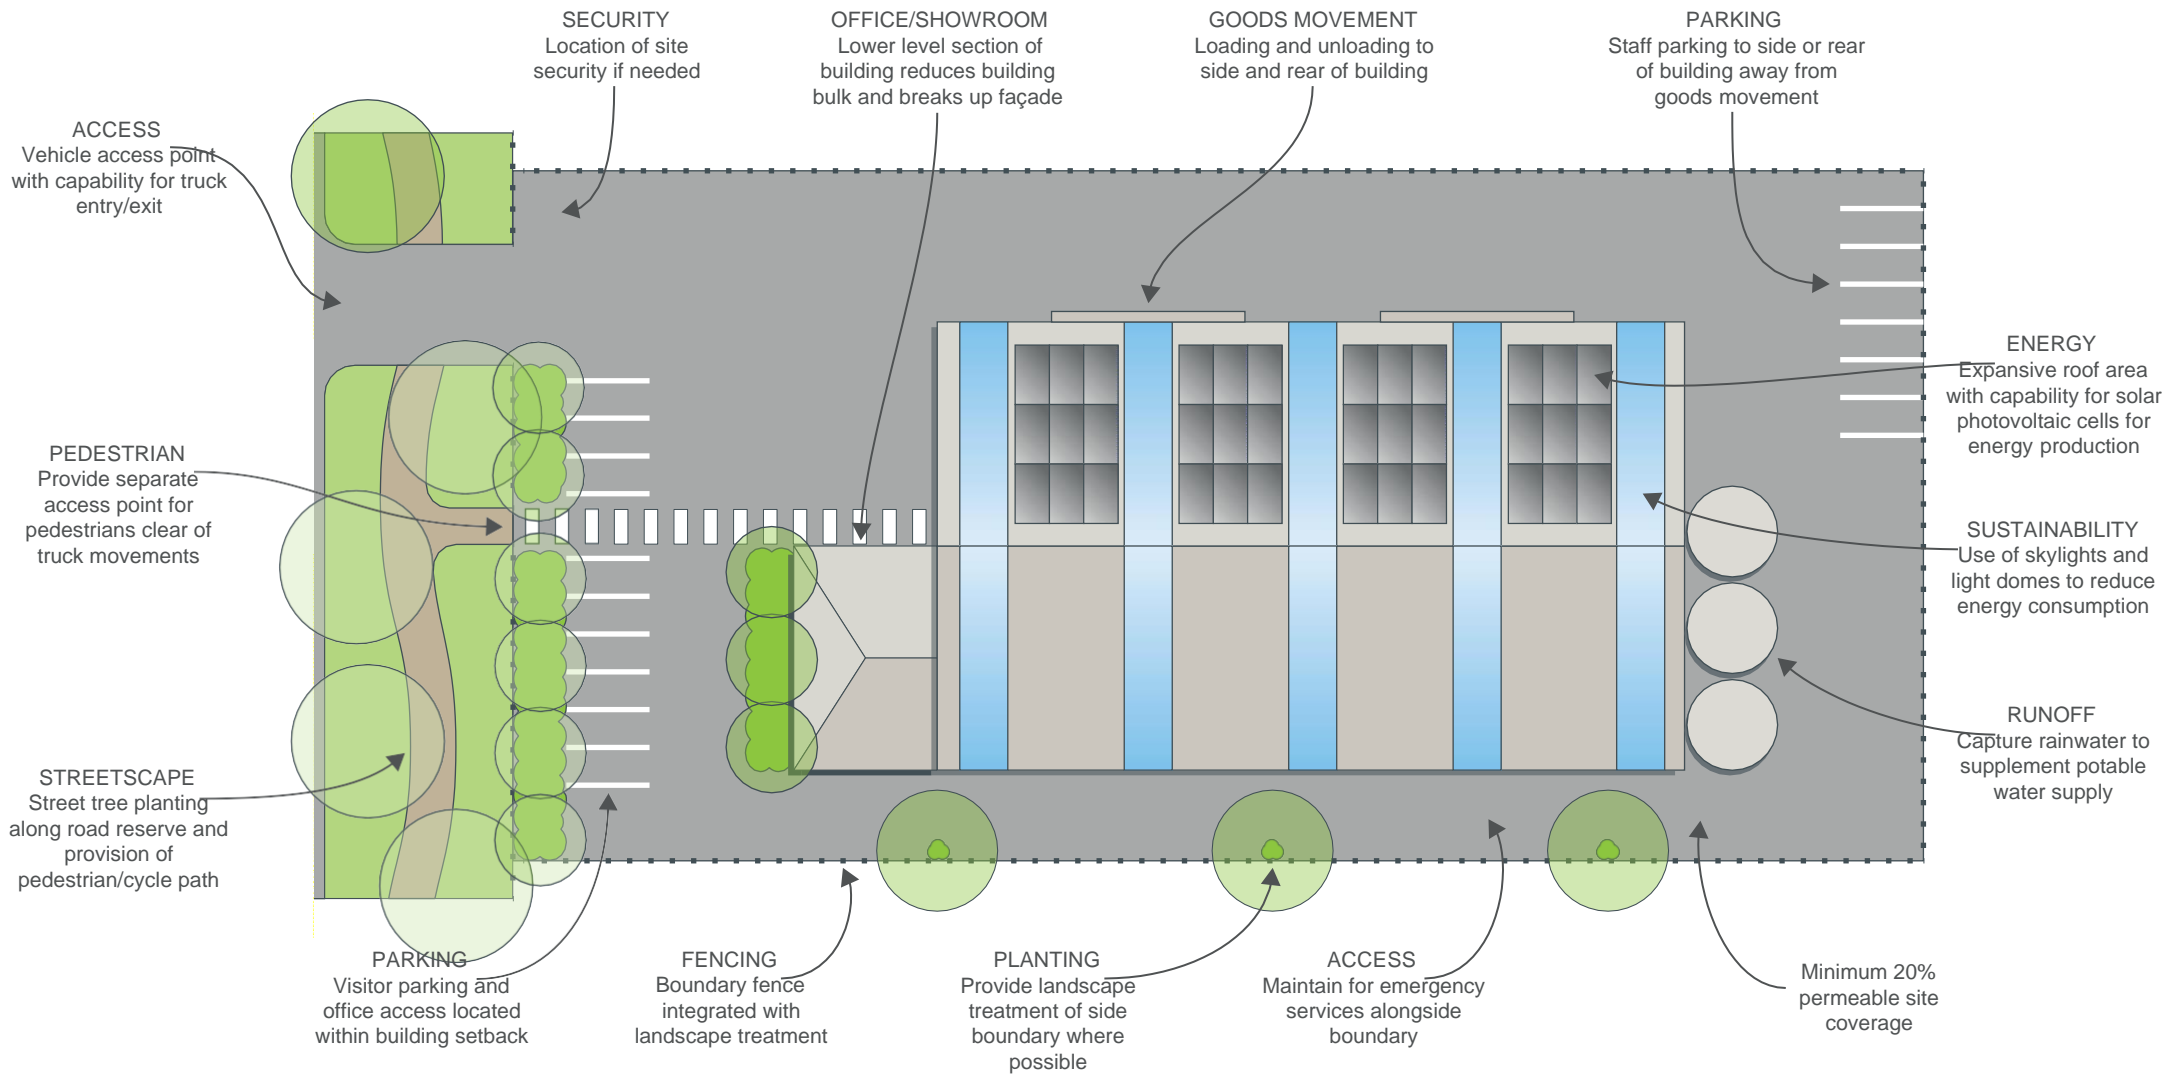 SECURITY
Location of site
security if needed
OFFICE/SHOWROOM
Lower level section of
building reduces building
bulk and breaks up façade
GOODS MOVEMENT
Loading and unloading to
side and rear of building
PARKING
Staff parking to side or rear
of building away from
goods movement
ACCESS
Vehicle access point
with capability for truck
entry/exit
ENERGY
Expansive roof area
with capability for solar
photovoltaic cells for
energy production
PEDESTRIAN
Provide separate
access point for
pedestrians clear of
truck movements
SUSTAINABILITY
Use of skylights and
light domes to reduce
energy consumption
RUNOFF
Capture rainwater to
supplement potable
water supply
STREETSCAPE
Street tree planting
along road reserve and
provision of
pedestrian/cycle path
PARKING
Visitor parking and
office access located
within building setback
FENCING
Boundary fence
integrated with
landscape treatment
PLANTING
Provide landscape
treatment of side
boundary where
possible
ACCESS
Maintain for emergency
services alongside
boundary
Minimum 20%
permeable site
coverage